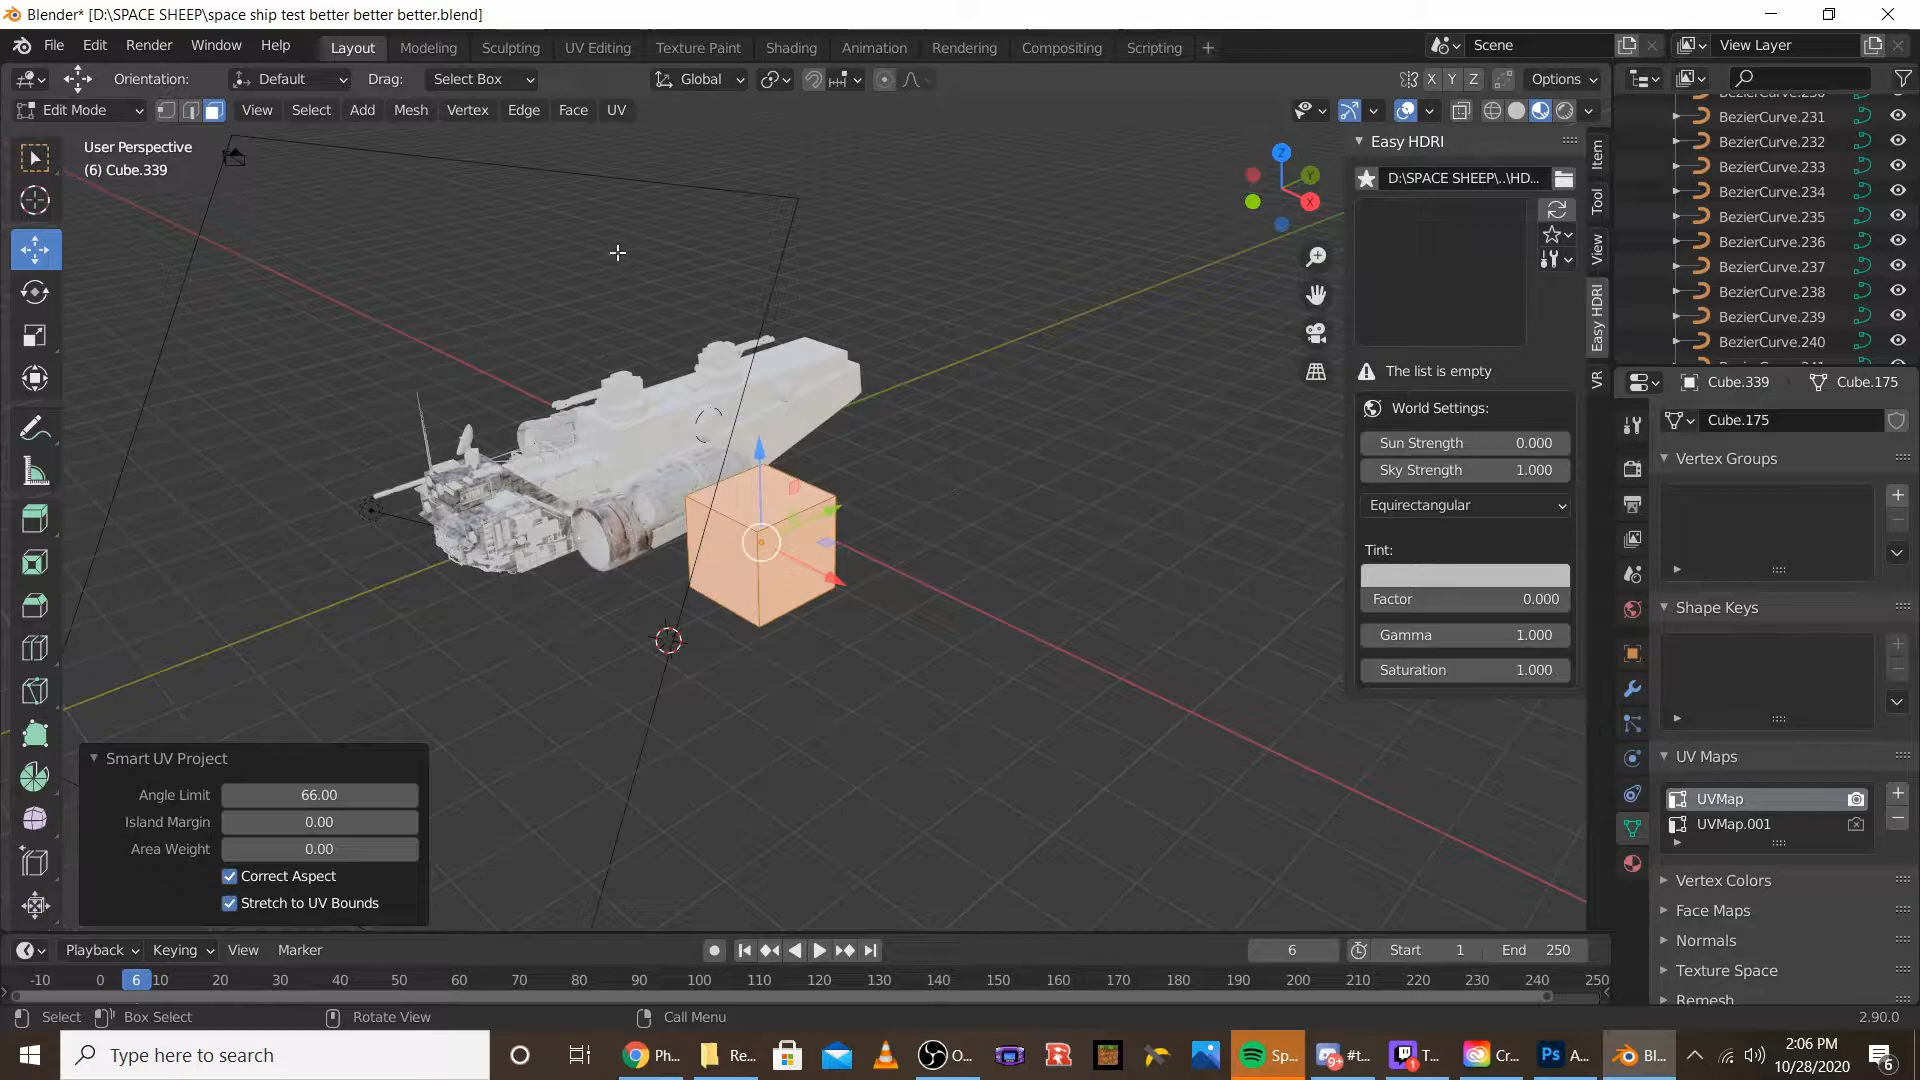 Blender* [D:\SPACE SHEEP\space ship test better better better.blend]
File Edit Render Window Help
Layout Modeling Sculpting UV Editing Texture Paint Shading Animation Rendering Compositing Scripting +
Scene
View Layer
Orientation: Default Drag: Select Box
Global
X Y Z Options
Edit Mode View Select Add Mesh Vertex Edge Face UV
User Perspective
(6) Cube.339
Z
Y
X
Easy HDRI
D:\SPACE SHEEP\..\HD...
The list is empty
World Settings:
Sun Strength 0.000
Sky Strength 1.000
Equirectangular
Tint:
Factor 0.000
Gamma 1.000
Saturation 1.000
Item
Tool
View
Easy HDRI
VR
BezierCurve.231
BezierCurve.232
BezierCurve.233
BezierCurve.234
BezierCurve.235
BezierCurve.236
BezierCurve.237
BezierCurve.238
BezierCurve.239
BezierCurve.240
Cube.339 Cube.175
Cube.175
Vertex Groups
Shape Keys
UV Maps
UVMap
UVMap.001
Vertex Colors
Face Maps
Normals
Texture Space
Remesh
Smart UV Project
Angle Limit 66.00
Island Margin 0.00
Area Weight 0.00
Correct Aspect
Stretch to UV Bounds
Playback Keying View Marker
6 Start 1 End 250
-10 0 6 10 20 30 40 50 60 70 80 90 100 110 120 130 140 150 160 170 180 190 200 210 220 230 240 250
Select Box Select Rotate View Call Menu 2.90.0
Type here to search
Ph... Re... O... Sp... #t... T... Cr... A... Bl...
2:06 PM
10/28/2020
6